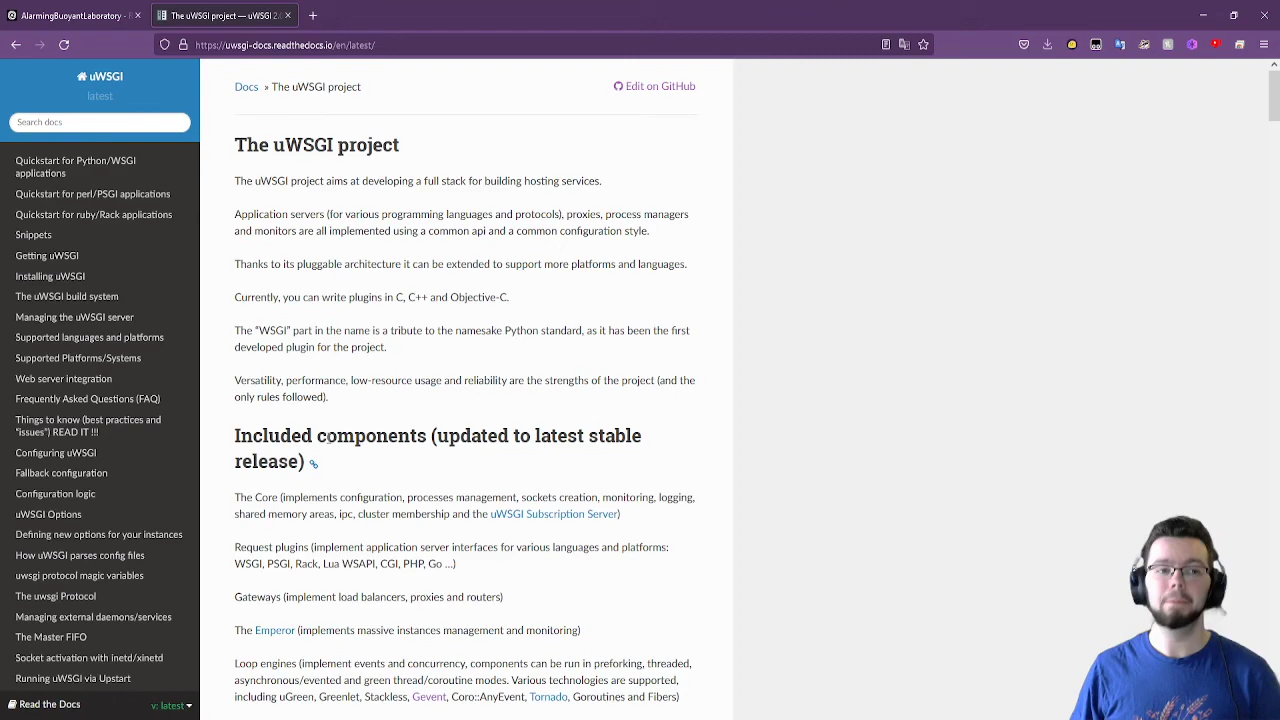 AlarmingBuoyantLaboratory - R
The uWSGI project — uWSGI 2.0
https://uwsgi-docs.readthedocs.io/en/latest/
uWSGI
latest
Search docs
Quickstart for Python/WSGI
applications
Quickstart for perl/PSGI applications
Quickstart for ruby/Rack applications
Snippets
Getting uWSGI
Installing uWSGI
The uWSGI build system
Managing the uWSGI server
Supported languages and platforms
Supported Platforms/Systems
Web server integration
Frequently Asked Questions (FAQ)
Things to know (best practices and
“issues”) READ IT !!!
Configuring uWSGI
Fallback configuration
Configuration logic
uWSGI Options
Defining new options for your instances
How uWSGI parses config files
uwsgi protocol magic variables
The uwsgi Protocol
Managing external daemons/services
The Master FIFO
Socket activation with inetd/xinetd
Running uWSGI via Upstart
Read the Docs
v: latest
Docs » The uWSGI project
Edit on GitHub
The uWSGI project
The uWSGI project aims at developing a full stack for building hosting services.
Application servers (for various programming languages and protocols), proxies, process managers
and monitors are all implemented using a common api and a common configuration style.
Thanks to its pluggable architecture it can be extended to support more platforms and languages.
Currently, you can write plugins in C, C++ and Objective-C.
The “WSGI” part in the name is a tribute to the namesake Python standard, as it has been the first
developed plugin for the project.
Versatility, performance, low-resource usage and reliability are the strengths of the project (and the
only rules followed).
Included components (updated to latest stable
release)
The Core (implements configuration, processes management, sockets creation, monitoring, logging,
shared memory areas, ipc, cluster membership and the uWSGI Subscription Server)
Request plugins (implement application server interfaces for various languages and platforms:
WSGI, PSGI, Rack, Lua WSAPI, CGI, PHP, Go …)
Gateways (implement load balancers, proxies and routers)
The Emperor (implements massive instances management and monitoring)
Loop engines (implement events and concurrency, components can be run in preforking, threaded,
asynchronous/evented and green thread/coroutine modes. Various technologies are supported,
including uGreen, Greenlet, Stackless, Gevent, Coro::AnyEvent, Tornado, Goroutines and Fibers)